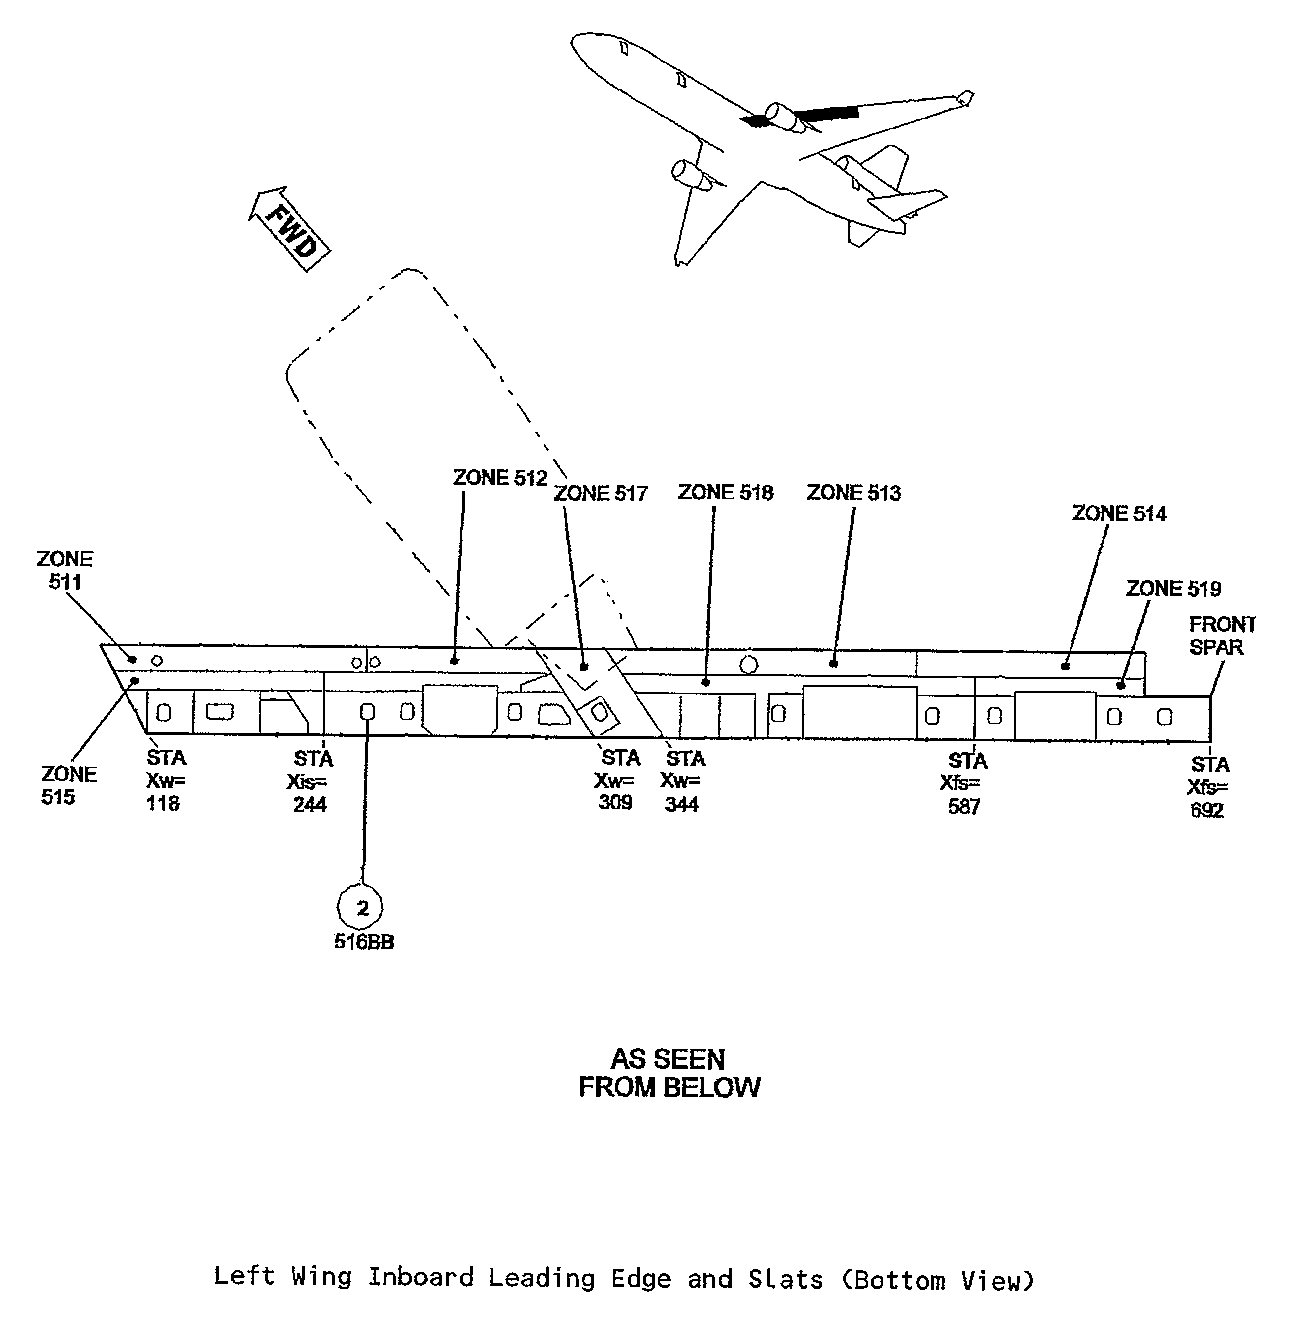 FWD
ZONE 512
ZONE 517
ZONE 518
ZONE 513
ZONE 514
ZONE
511
ZONE 519
FRONT
SPAR
ZONE
515
STA
Xw=
118
STA
Xis=
244
STA
Xw=
309
STA
Xw=
344
STA
Xfs=
587
STA
Xfs=
692
2
516BB
AS SEEN
FROM BELOW
Left Wing Inboard Leading Edge and Slats (Bottom View)